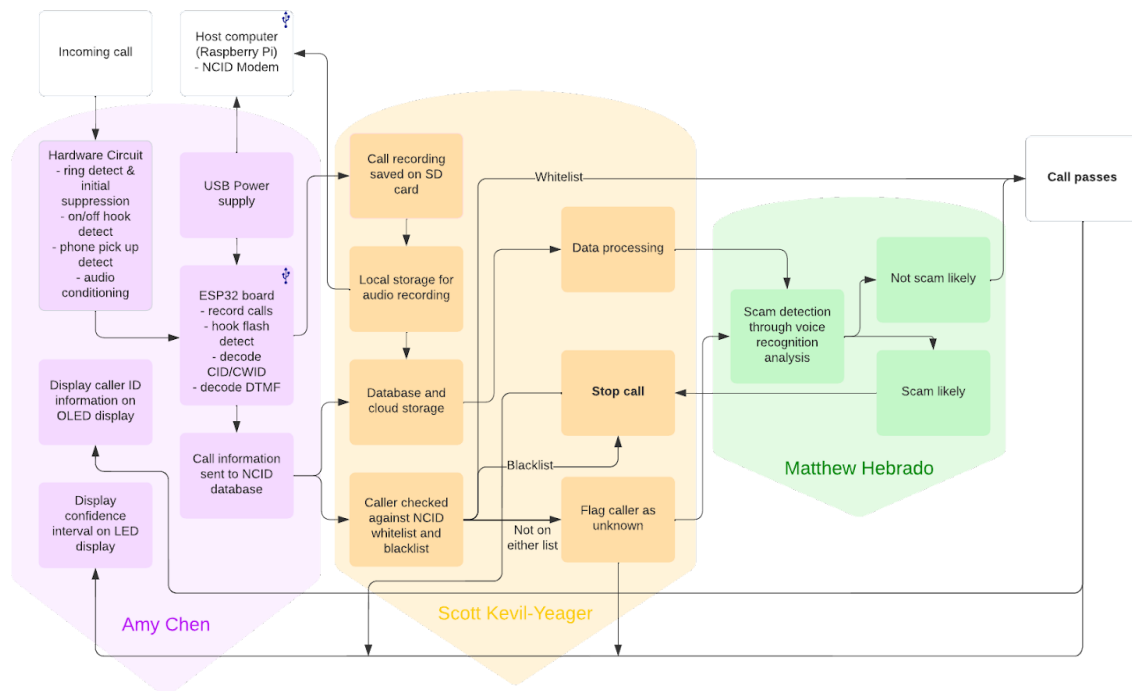 Incoming call
Host computer
(Raspberry Pi)
- NCID Modem
Hardware Circuit
- ring detect &
initial
suppression
- on/off hook
detect
- phone pick up
detect
- audio
conditioning
USB Power
supply
ESP32 board
- record calls
- hook flash
detect
- decode
CID/CWID
- decode DTMF
Display caller ID
information on
OLED display
Call information
sent to NCID
database
Display
confidence
interval on LED
display
Amy Chen
Call recording
saved on SD
card
Local storage for
audio recording
Database and
cloud storage
Caller checked
against NCID
whitelist and
blacklist
Whitelist
Data processing
Stop call
Blacklist
Not on
either list
Flag caller as
unknown
Scott Kevil-Yeager
Scam detection
through voice
recognition
analysis
Not scam likely
Scam likely
Matthew Hebrado
Call passes